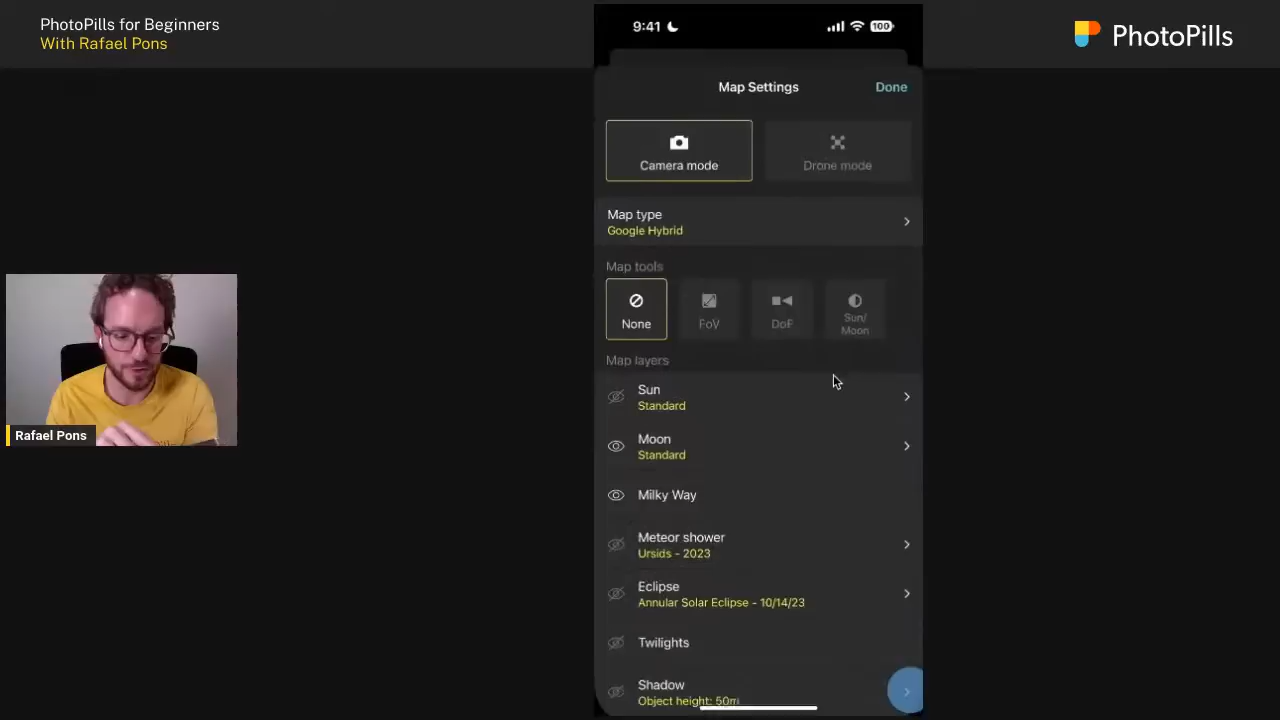 PhotoPills for Beginners
With Rafael Pons
PhotoPills
Rafael Pons
9:41
100
Map Settings
Done
Camera mode
Drone mode
Map type
Google Hybrid
Map tools
None
FoV
DoF
Sun/
Moon
Map layers
Sun
Standard
Moon
Standard
Milky Way
Meteor shower
Ursids - 2023
Eclipse
Annular Solar Eclipse - 10/14/23
Twilights
Shadow
Object height: 50m